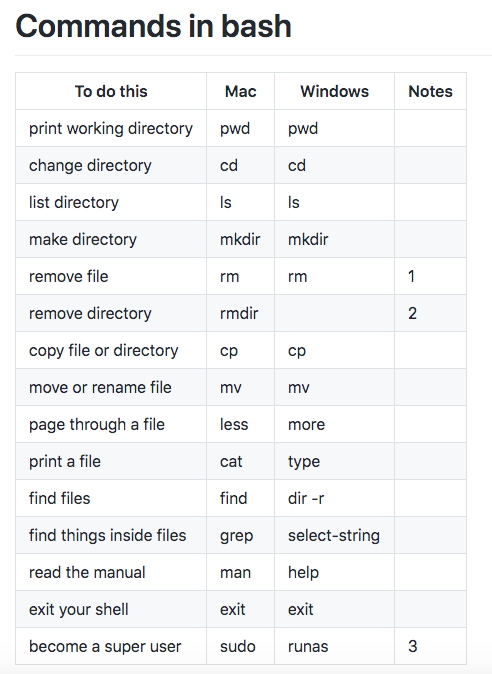 Commands in bash
To do this Mac Windows Notes
print working directory pwd pwd
change directory cd cd
list directory ls ls
make directory mkdir mkdir
remove file rm rm 1
remove directory rmdir 2
copy file or directory cp cp
move or rename file mv mv
page through a file less more
print a file cat type
find files find dir -r
find things inside files grep select-string
read the manual man help
exit your shell exit exit
become a super user sudo runas 3